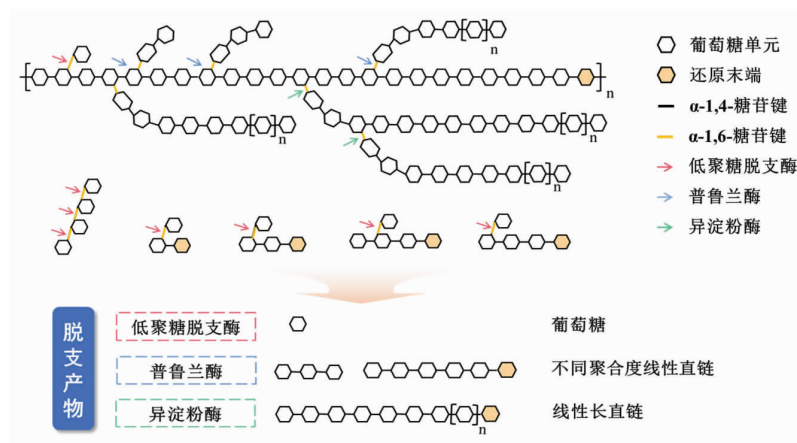 n
葡萄糖单元
还原末端
n
α-1,4-糖苷键
n
n
α-1,6-糖苷键
低聚糖脱支酶
n
普鲁兰酶
异淀粉酶
脱支产物
低聚糖脱支酶
葡萄糖
普鲁兰酶
不同聚合度线性直链
异淀粉酶
线性长直链
n